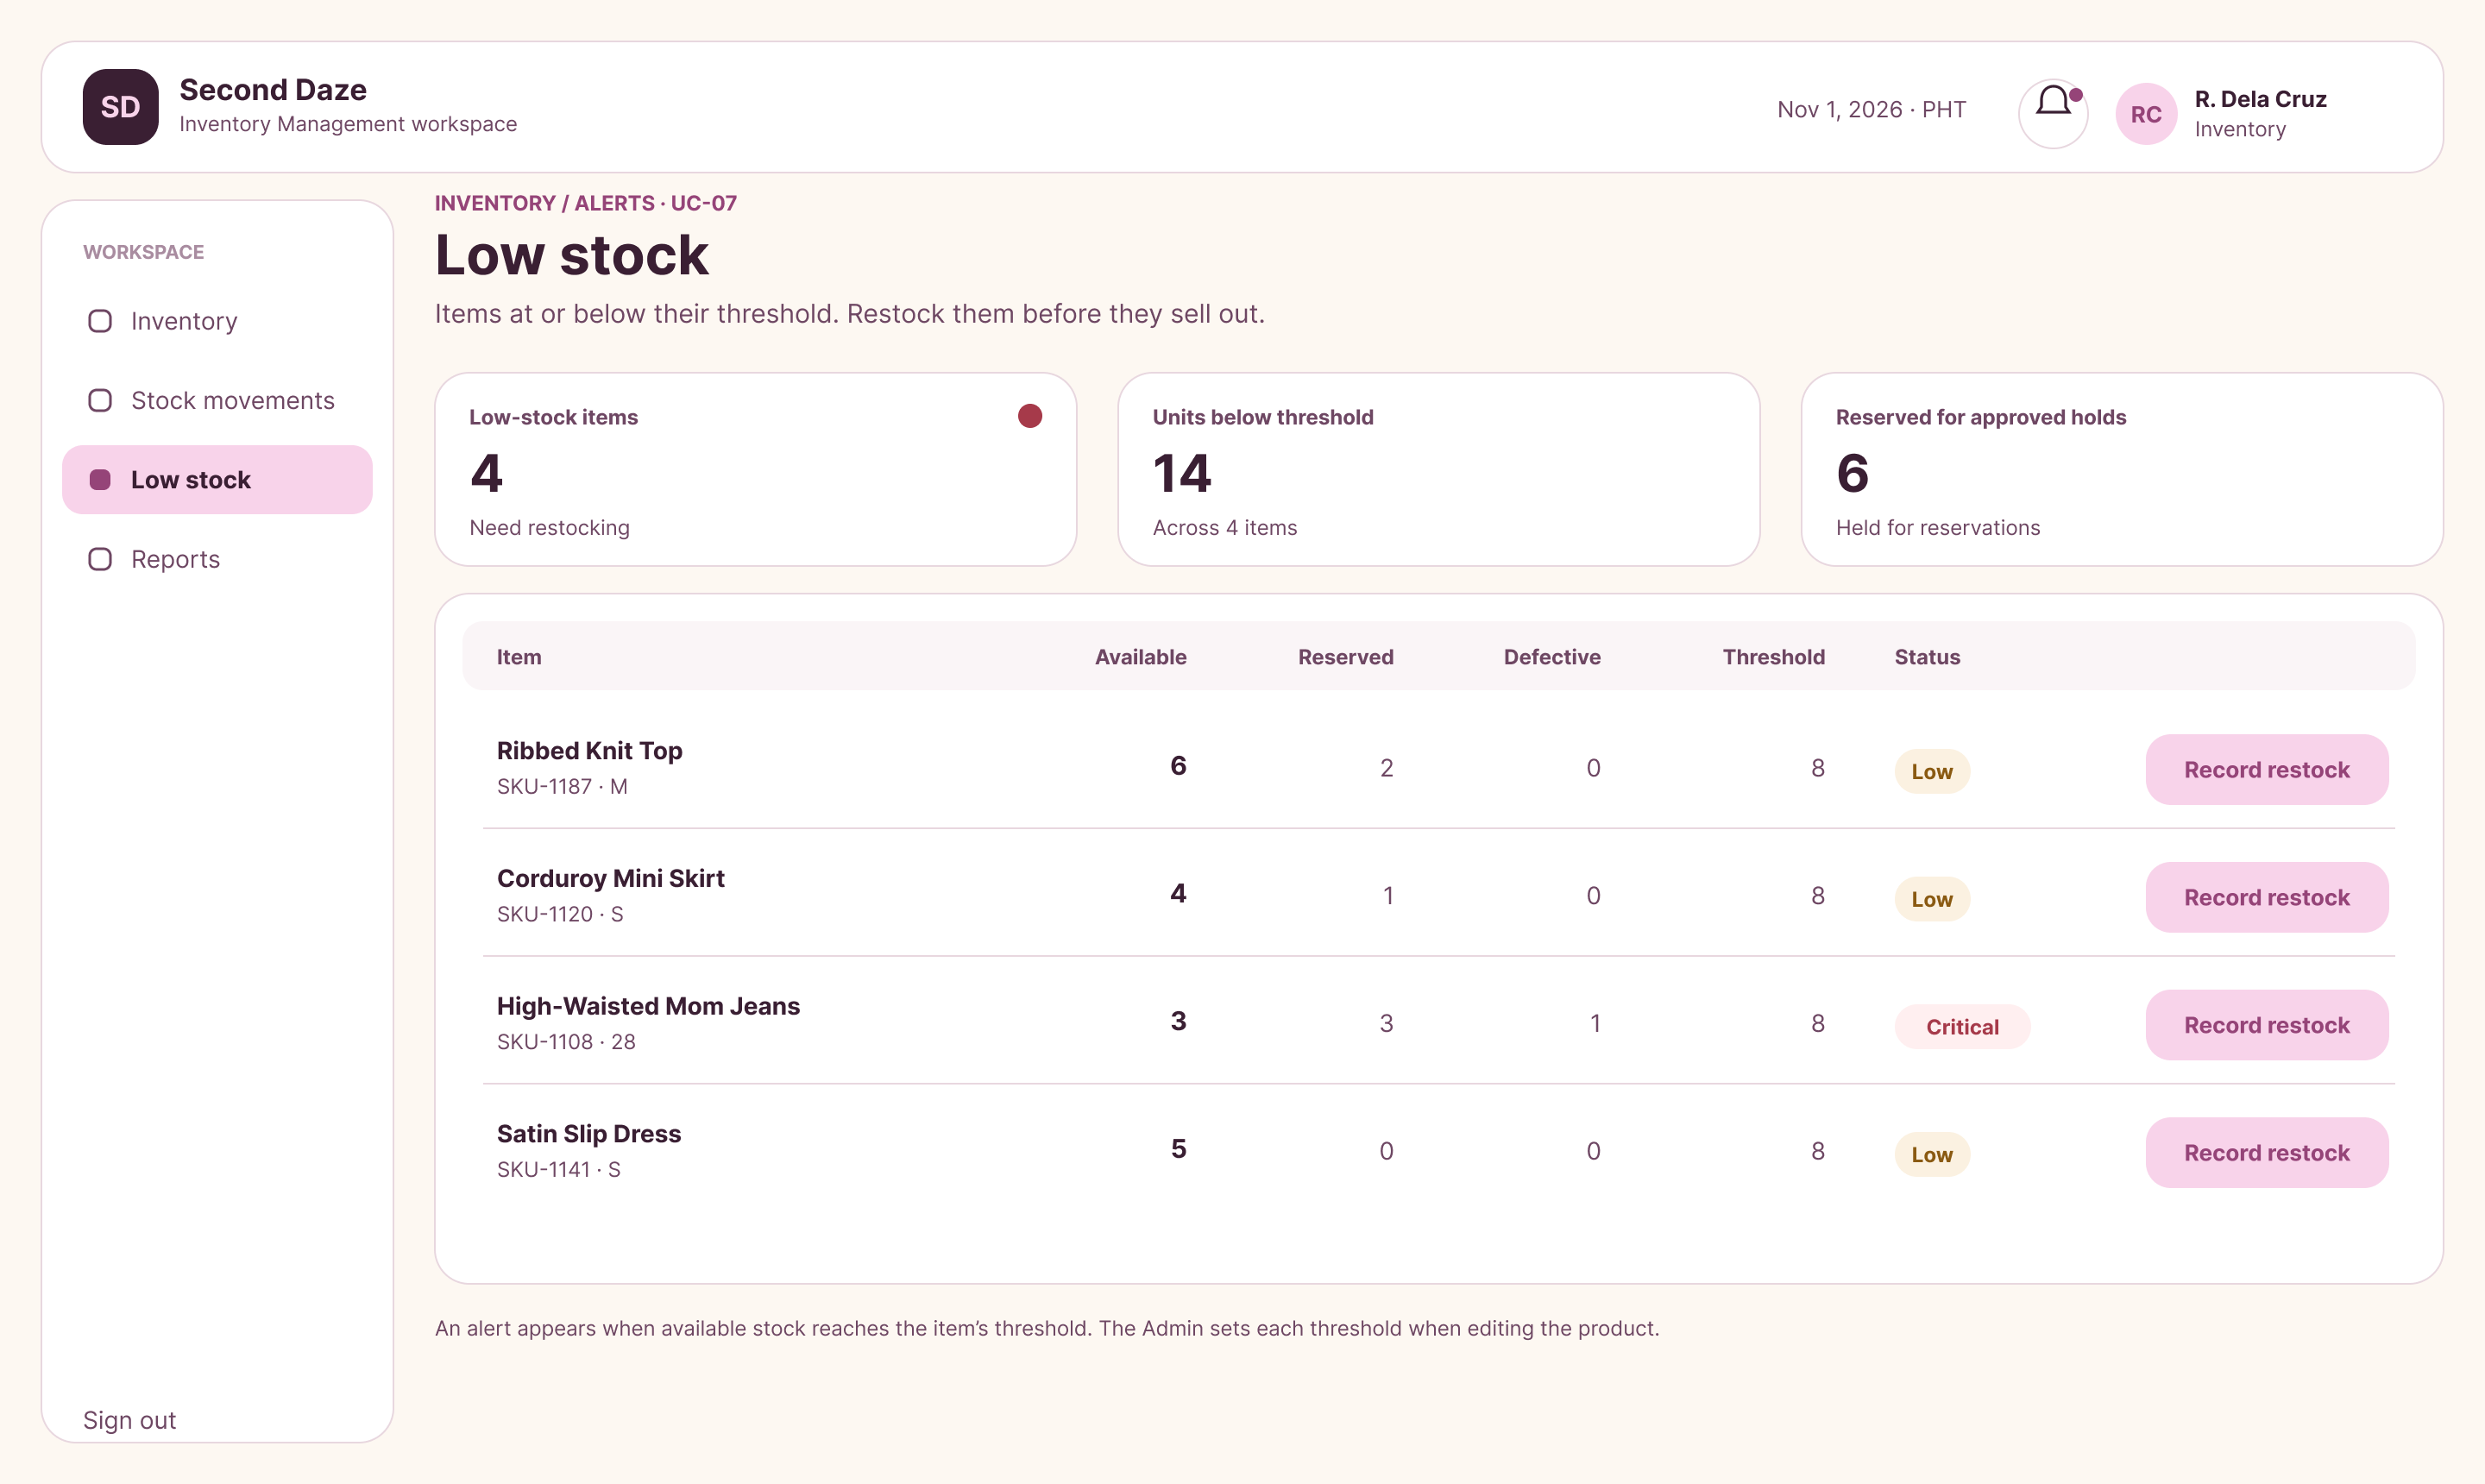 SD
Second Daze
Inventory Management workspace
Nov 1, 2026 · PHT
RC
R. Dela Cruz
Inventory
WORKSPACE
Inventory
Stock movements
Low stock
Reports
Sign out
INVENTORY / ALERTS · UC-07
Low stock
Items at or below their threshold. Restock them before they sell out.
Low-stock items
4
Need restocking
Units below threshold
14
Across 4 items
Reserved for approved holds
6
Held for reservations
Item Available Reserved Defective Threshold Status
Ribbed Knit Top
SKU-1187 · M
6 2 0 8 Low Record restock
Corduroy Mini Skirt
SKU-1120 · S
4 1 0 8 Low Record restock
High-Waisted Mom Jeans
SKU-1108 · 28
3 3 1 8 Critical Record restock
Satin Slip Dress
SKU-1141 · S
5 0 0 8 Low Record restock
An alert appears when available stock reaches the item’s threshold. The Admin sets each threshold when editing the product.